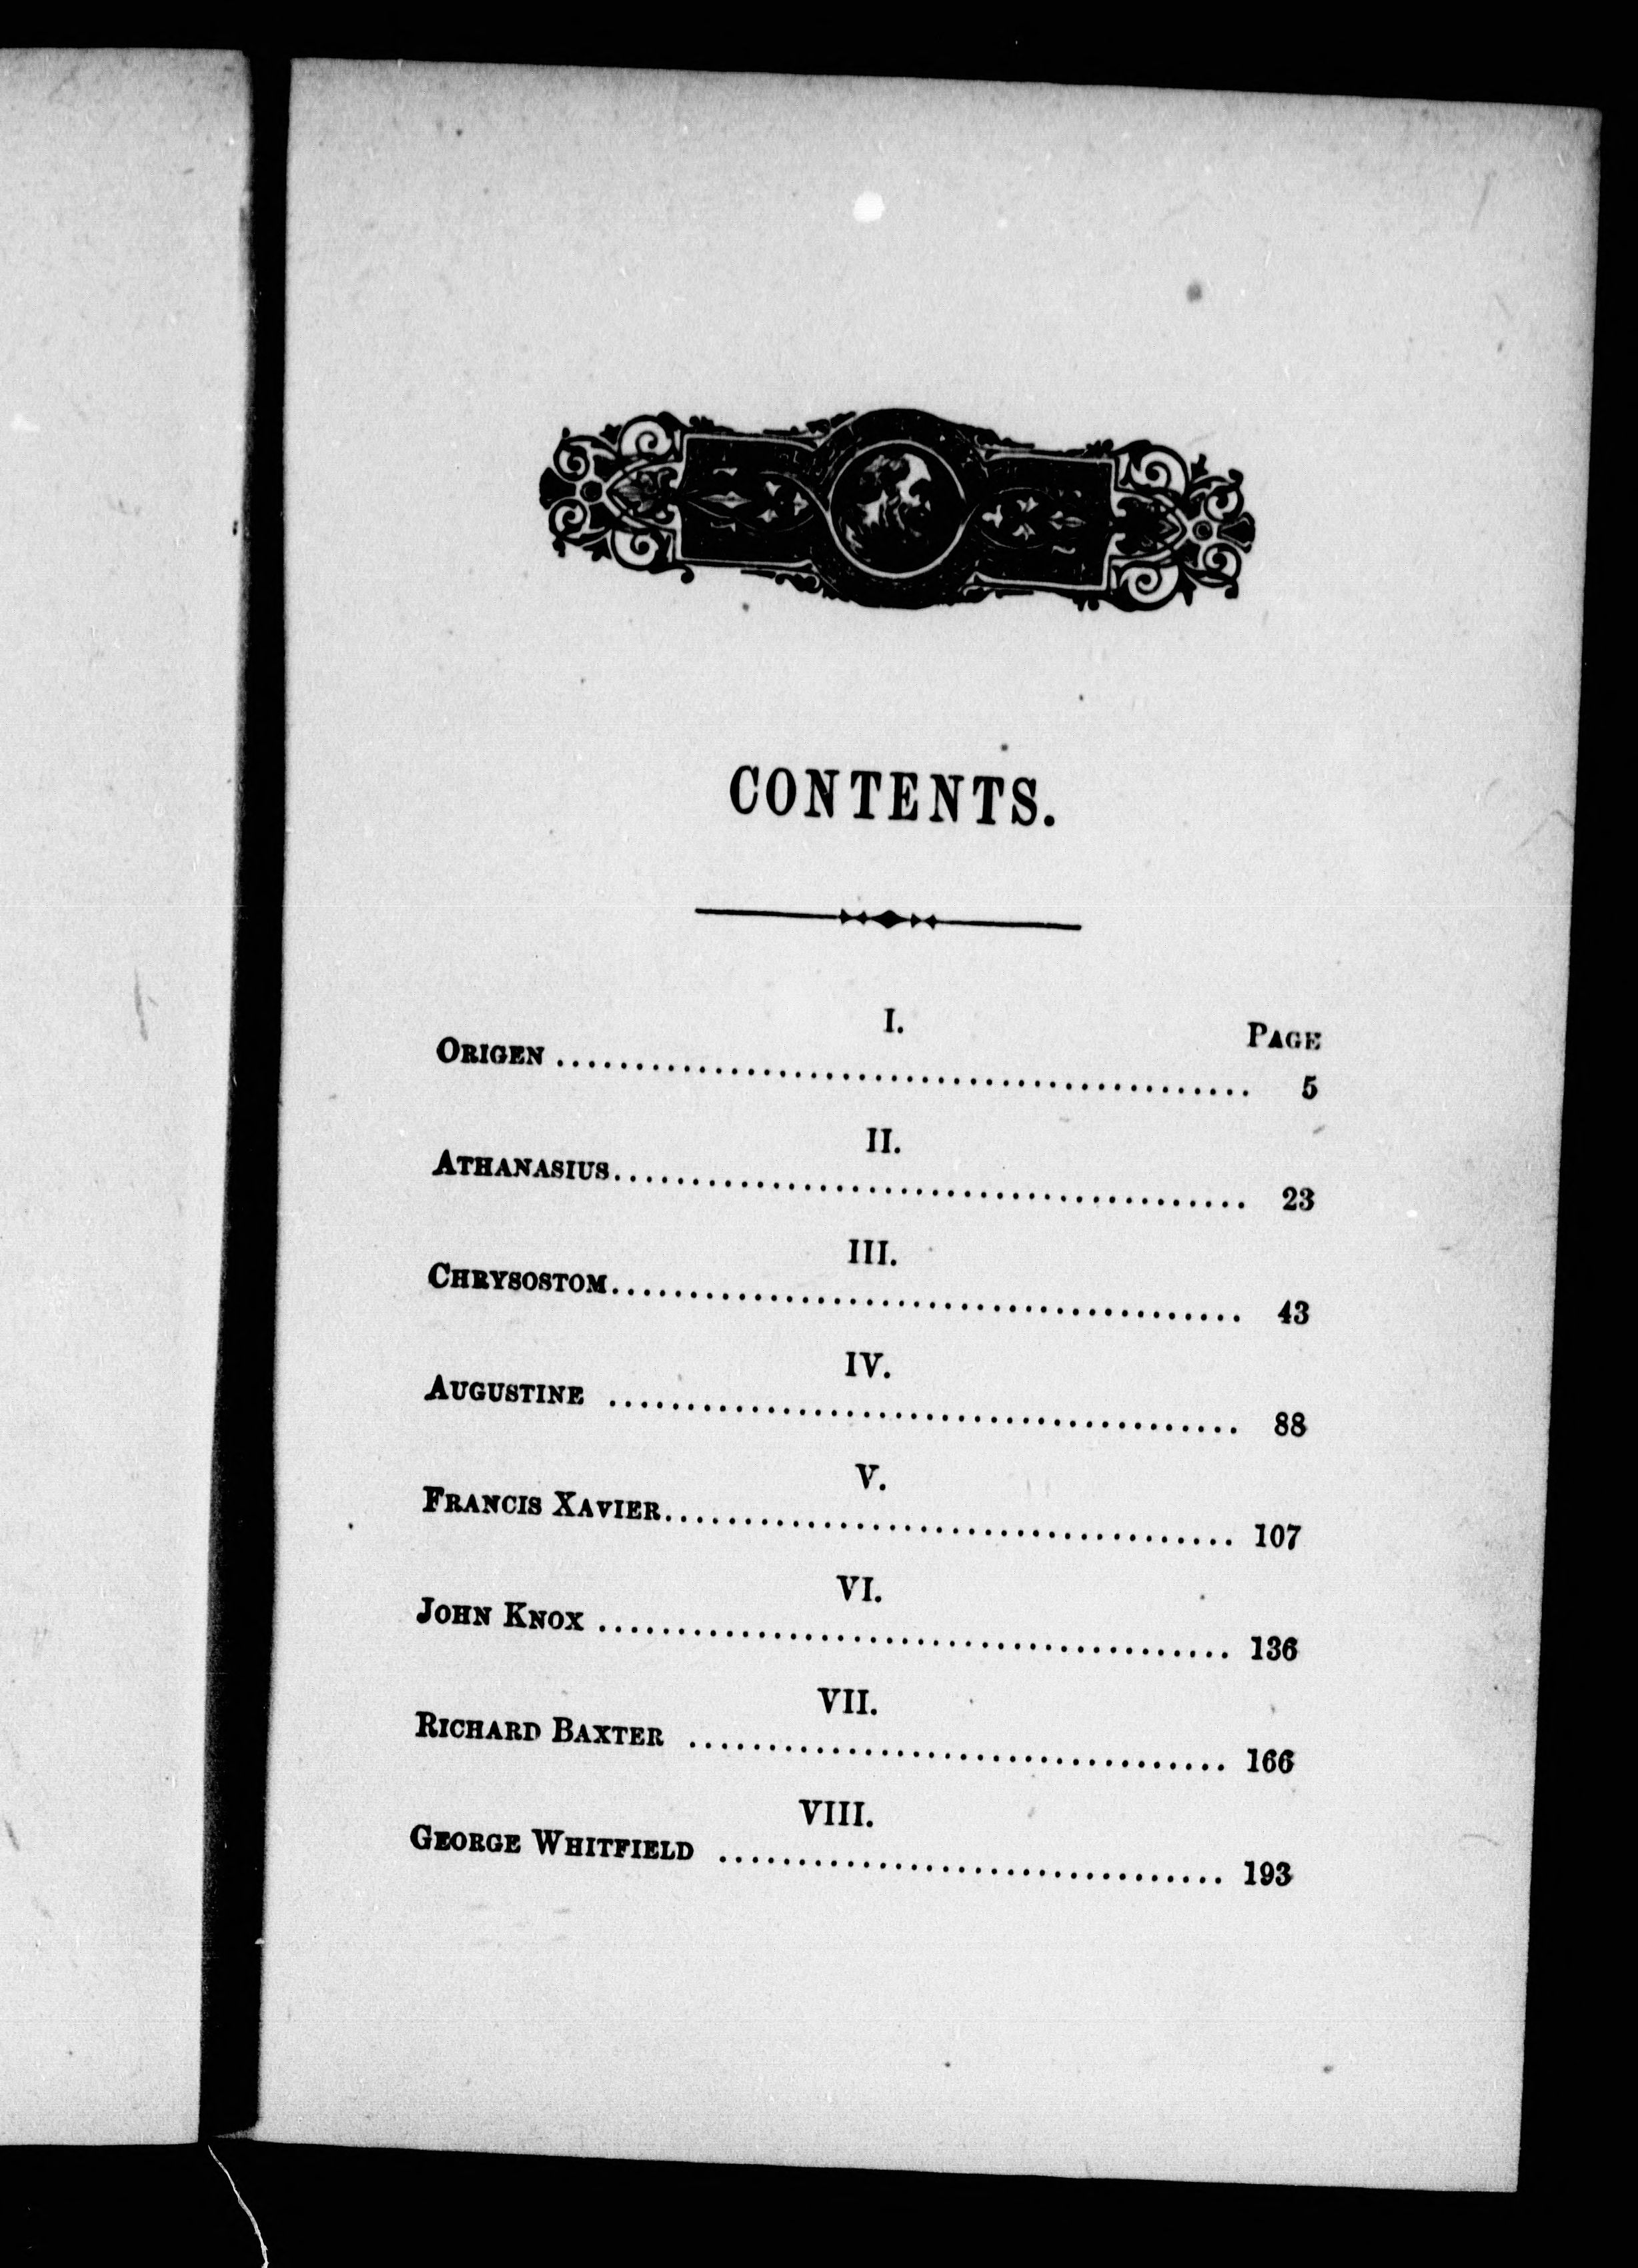 CONTENTS.
I.
PAGE
ORIGEN .......................................... 5
II.
ATHANASIUS........................................ 23
III.
CHRYSOSTOM........................................ 43
IV.
AUGUSTINE ........................................ 88
V.
FRANCIS XAVIER.................................... 107
VI.
JOHN KNOX ........................................ 136
VII.
RICHARD BAXTER .................................. 166
VIII.
GEORGE WHITFIELD ................................ 193